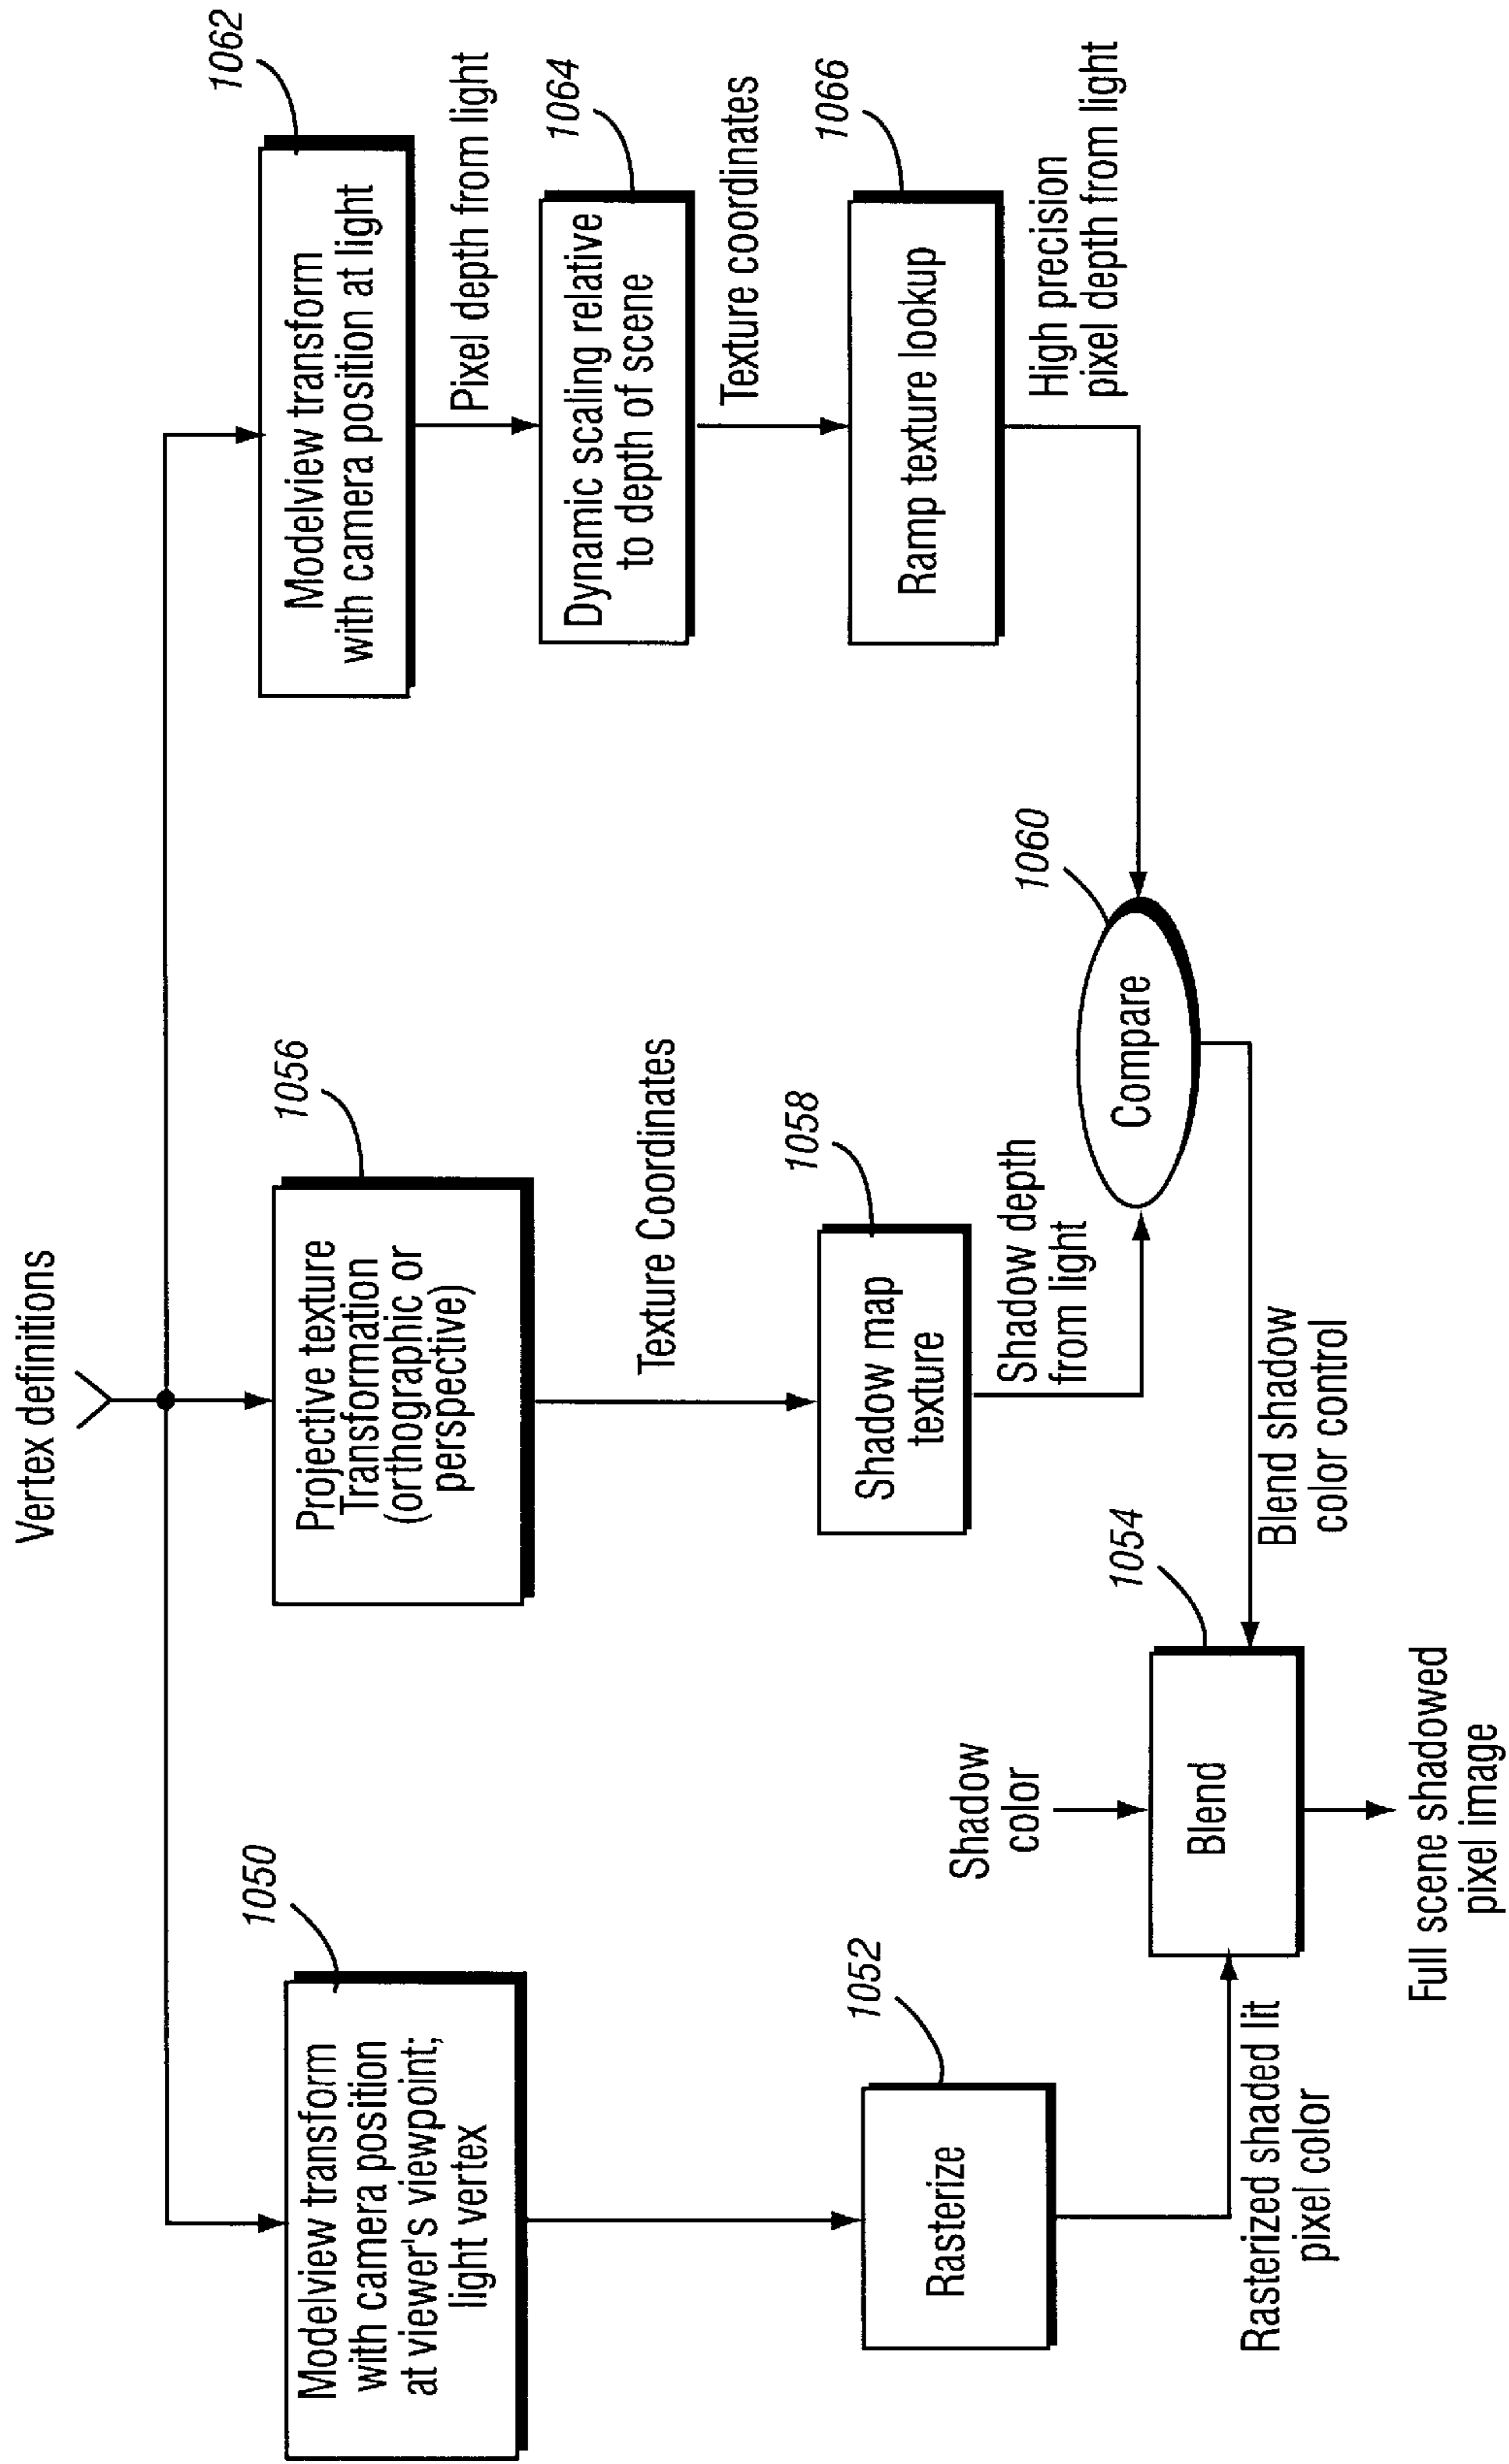 Vertex definitions
1050
Modelview transform
with camera position
at viewer's viewpoint;
light vertex
1056
Projective texture
Transformation
(orthographic or
perspective)
1062
Modelview transform
with camera position at light
Pixel depth from light
1064
Dynamic scaling relative
to depth of scene
Texture Coordinates
Texture coordinates
1052
Rasterize
1058
Shadow map
texture
1066
Ramp texture lookup
Shadow depth
from light
High precision
pixel depth from light
1060
Compare
Shadow
color
1054
Blend
Rasterized shaded lit
pixel color
Blend shadow
color control
Full scene shadowed
pixel image